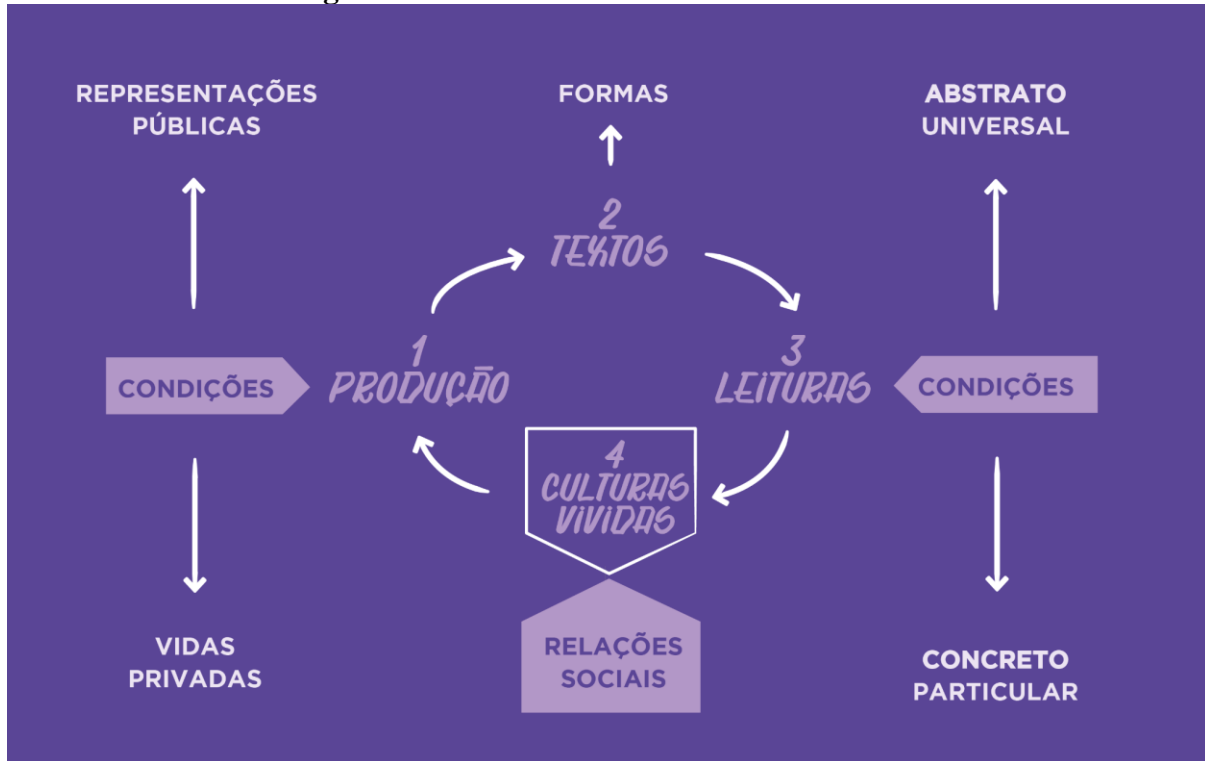 REPRESENTAÇÕES
PÚBLICAS
FORMAS
ABSTRATO
UNIVERSAL
2
TEXTOS
1
PRODUÇÃO
3
LEITURAS
CONDIÇÕES
CONDIÇÕES
4
CULTURAS
VIVIDAS
VIDAS
PRIVADAS
RELAÇÕES
SOCIAIS
CONCRETO
PARTICULAR